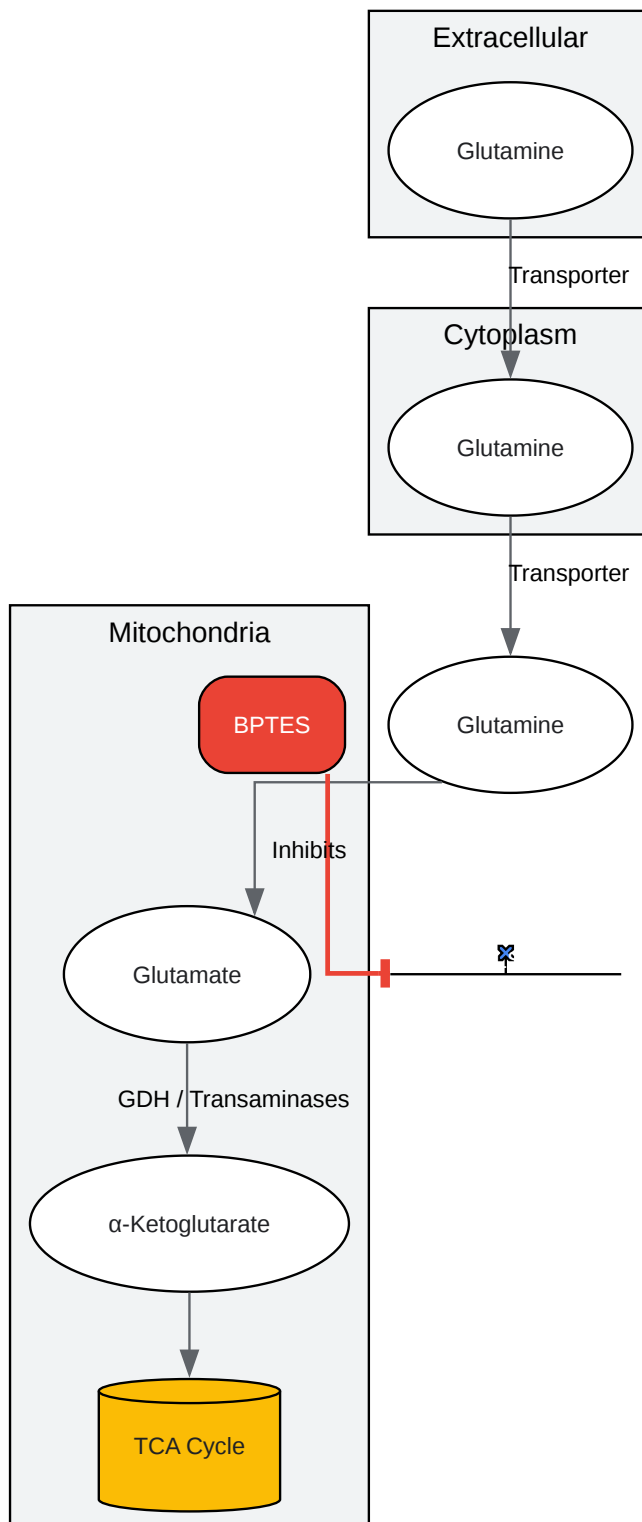 Extracellular
Glutamine
Transporter
Cytoplasm
Glutamine
Transporter
Mitochondria
BPTES
Glutamine
Inhibits
Glutamate
GDH / Transaminases
α-Ketoglutarate
TCA Cycle